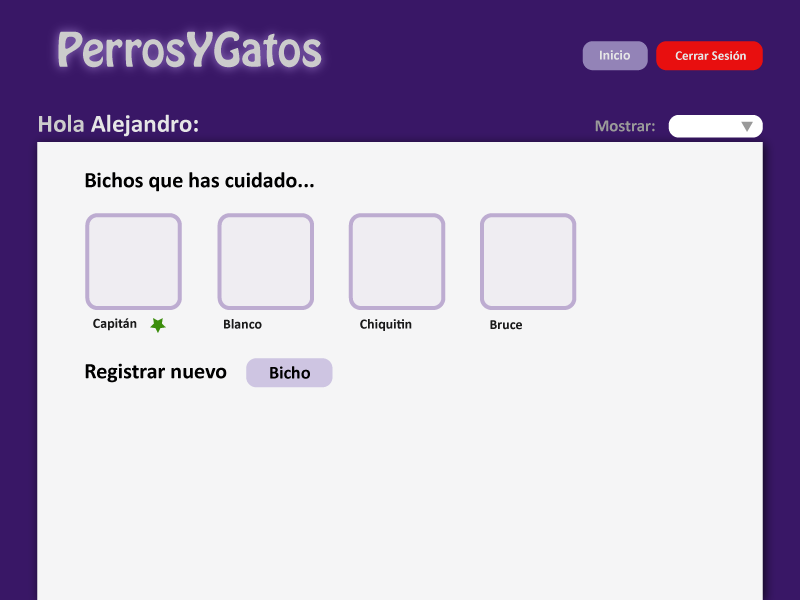 PerrosYGatos
Inicio
Cerrar Sesión
Hola Alejandro:
Mostrar:
Bichos que has cuidado...
Capitán
Blanco
Chiquitin
Bruce
Registrar nuevo
Bicho